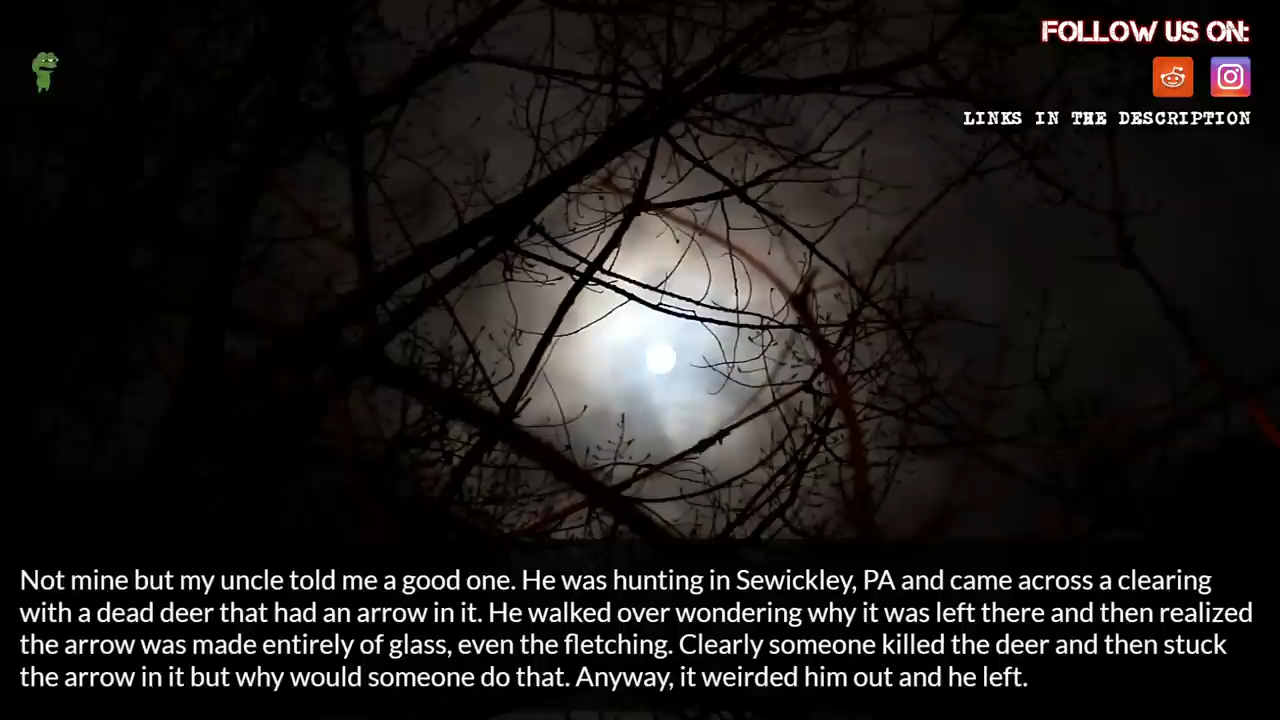 FOLLOW US ON:
LINKS IN THE DESCRIPTION
Not mine but my uncle told me a good one. He was hunting in Sewickley, PA and came across a clearing
with a dead deer that had an arrow in it. He walked over wondering why it was left there and then realized
the arrow was made entirely of glass, even the fletching. Clearly someone killed the deer and then stuck
the arrow in it but why would someone do that. Anyway, it weirded him out and he left.